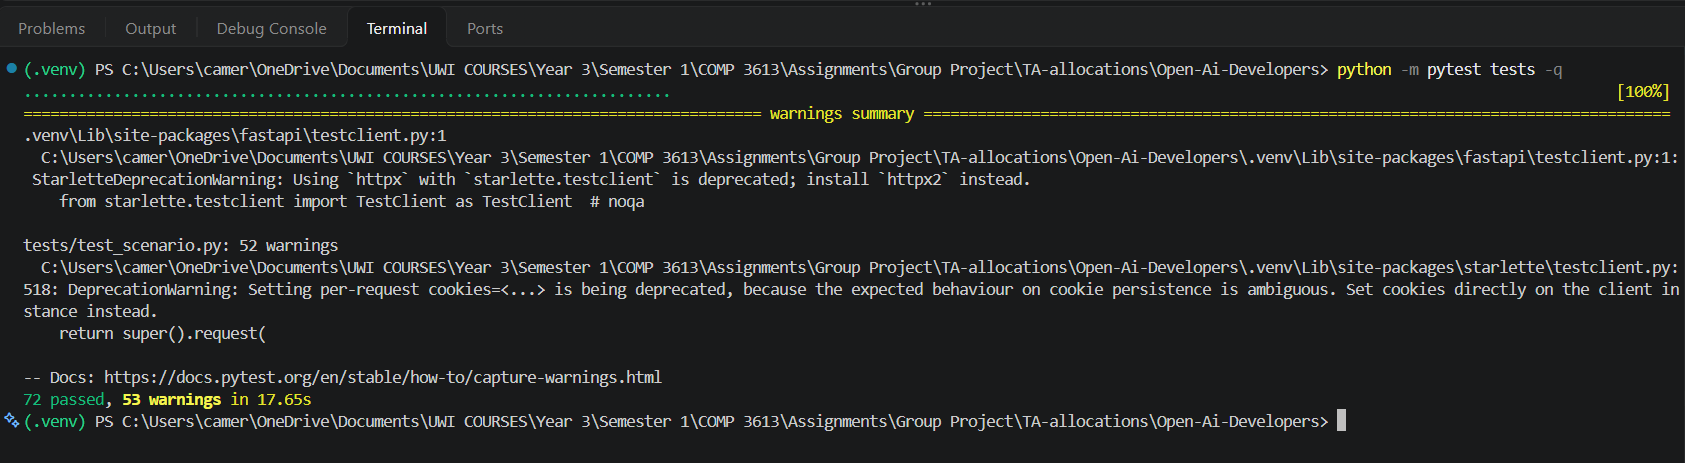 Problems Output Debug Console Terminal Ports
(.venv) PS C:\Users\camer\OneDrive\Documents\UWI COURSES\Year 3\Semester 1\COMP 3613\Assignments\Group Project\TA-allocations\Open-Ai-Developers> python -m pytest tests -q
........................................................................ [100%]
================================================================================== warnings summary ===================================================================================
.venv\Lib\site-packages\fastapi\testclient.py:1
C:\Users\camer\OneDrive\Documents\UWI COURSES\Year 3\Semester 1\COMP 3613\Assignments\Group Project\TA-allocations\Open-Ai-Developers\.venv\Lib\site-packages\fastapi\testclient.py:1:
StarletteDeprecationWarning: Using `httpx` with `starlette.testclient` is deprecated; install `httpx2` instead.
from starlette.testclient import TestClient as TestClient # noqa
tests/test_scenario.py: 52 warnings
C:\Users\camer\OneDrive\Documents\UWI COURSES\Year 3\Semester 1\COMP 3613\Assignments\Group Project\TA-allocations\Open-Ai-Developers\.venv\Lib\site-packages\starlette\testclient.py:
518: DeprecationWarning: Setting per-request cookies=<...> is being deprecated, because the expected behaviour on cookie persistence is ambiguous. Set cookies directly on the client in
stance instead.
return super().request(
-- Docs: https://docs.pytest.org/en/stable/how-to/capture-warnings.html
72 passed, 53 warnings in 17.65s
(.venv) PS C:\Users\camer\OneDrive\Documents\UWI COURSES\Year 3\Semester 1\COMP 3613\Assignments\Group Project\TA-allocations\Open-Ai-Developers>